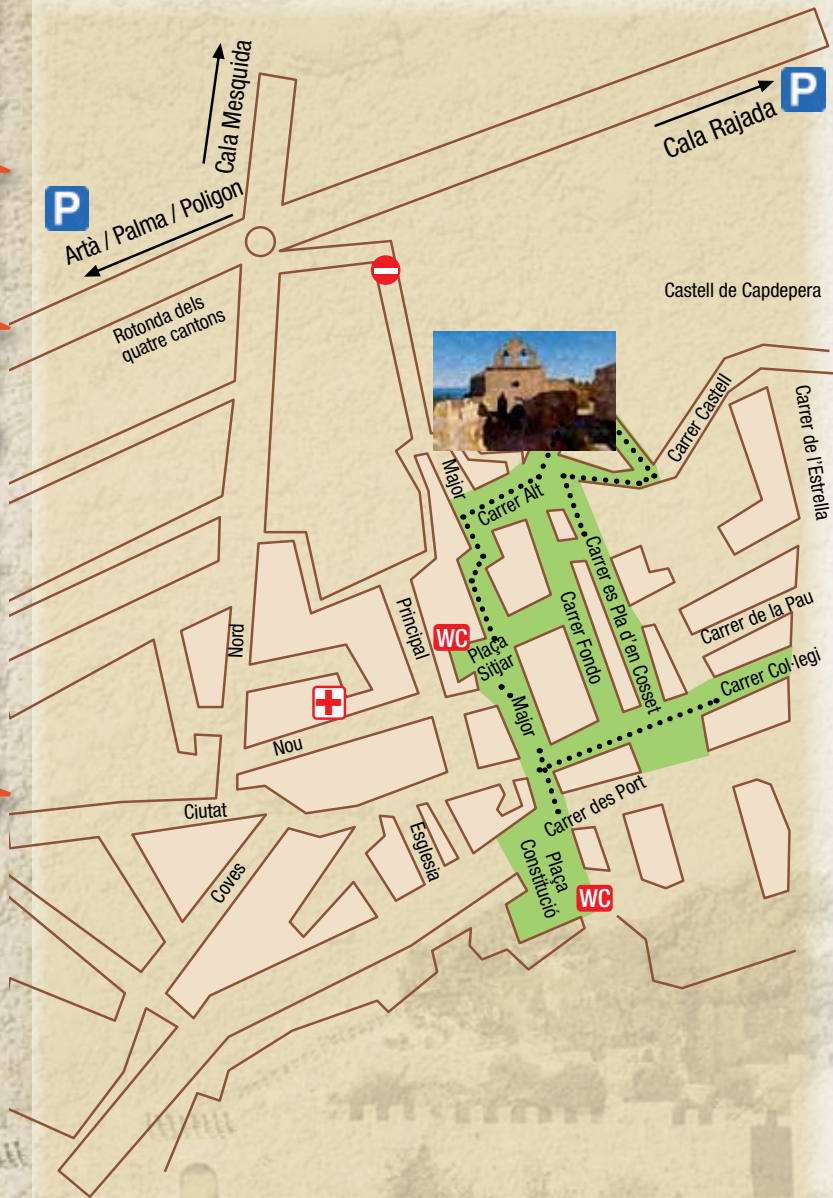 Cala Mesquida
P
Cala Rajada
P
Artà / Palma / Poligon
Rotonda dels
quatre cantons
Castell de Capdepera
Carrer Castell
Carrer de l'Estrella
Major
Carrer Alt
Carrer es Pla d'en Cosset
Carrer Fondo
Principal
WC
Plaça
Sitjar
Carrer de la Pau
Carrer Col·legi
Nord
Major
Nou
Ciutat
Carrer des Port
Esglesia
Coves
Plaça
Constitució
WC